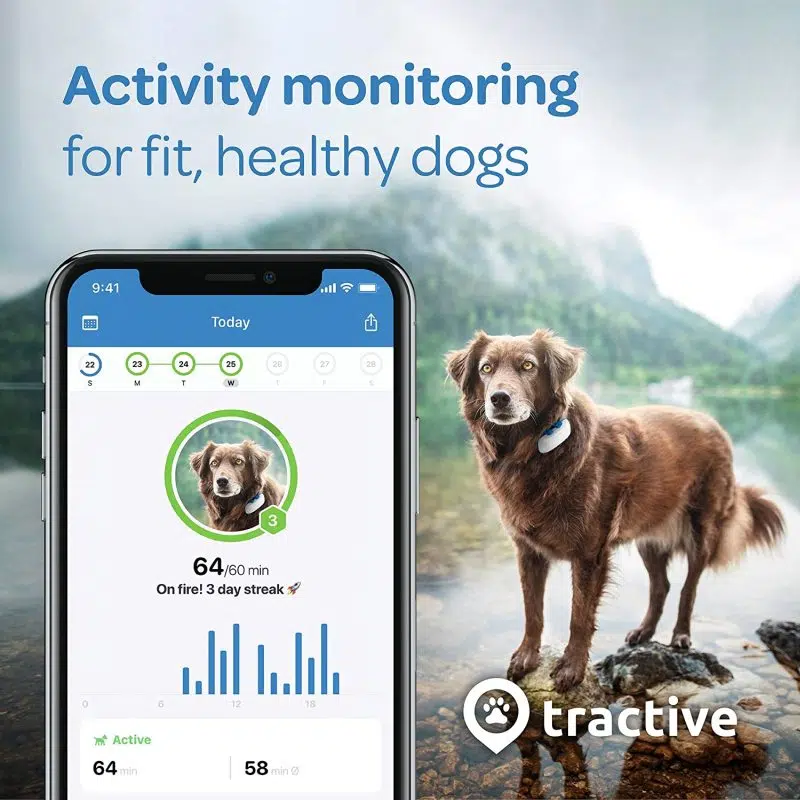 Activity monitoring
for fit, healthy dogs
9:41
Today
22 23 24 25 26 27 28
S M T W T F S
3
64/60 min
On fire! 3 day streak 🚀
0 6 12 18
Active
64 min 58 min Ø
tractive